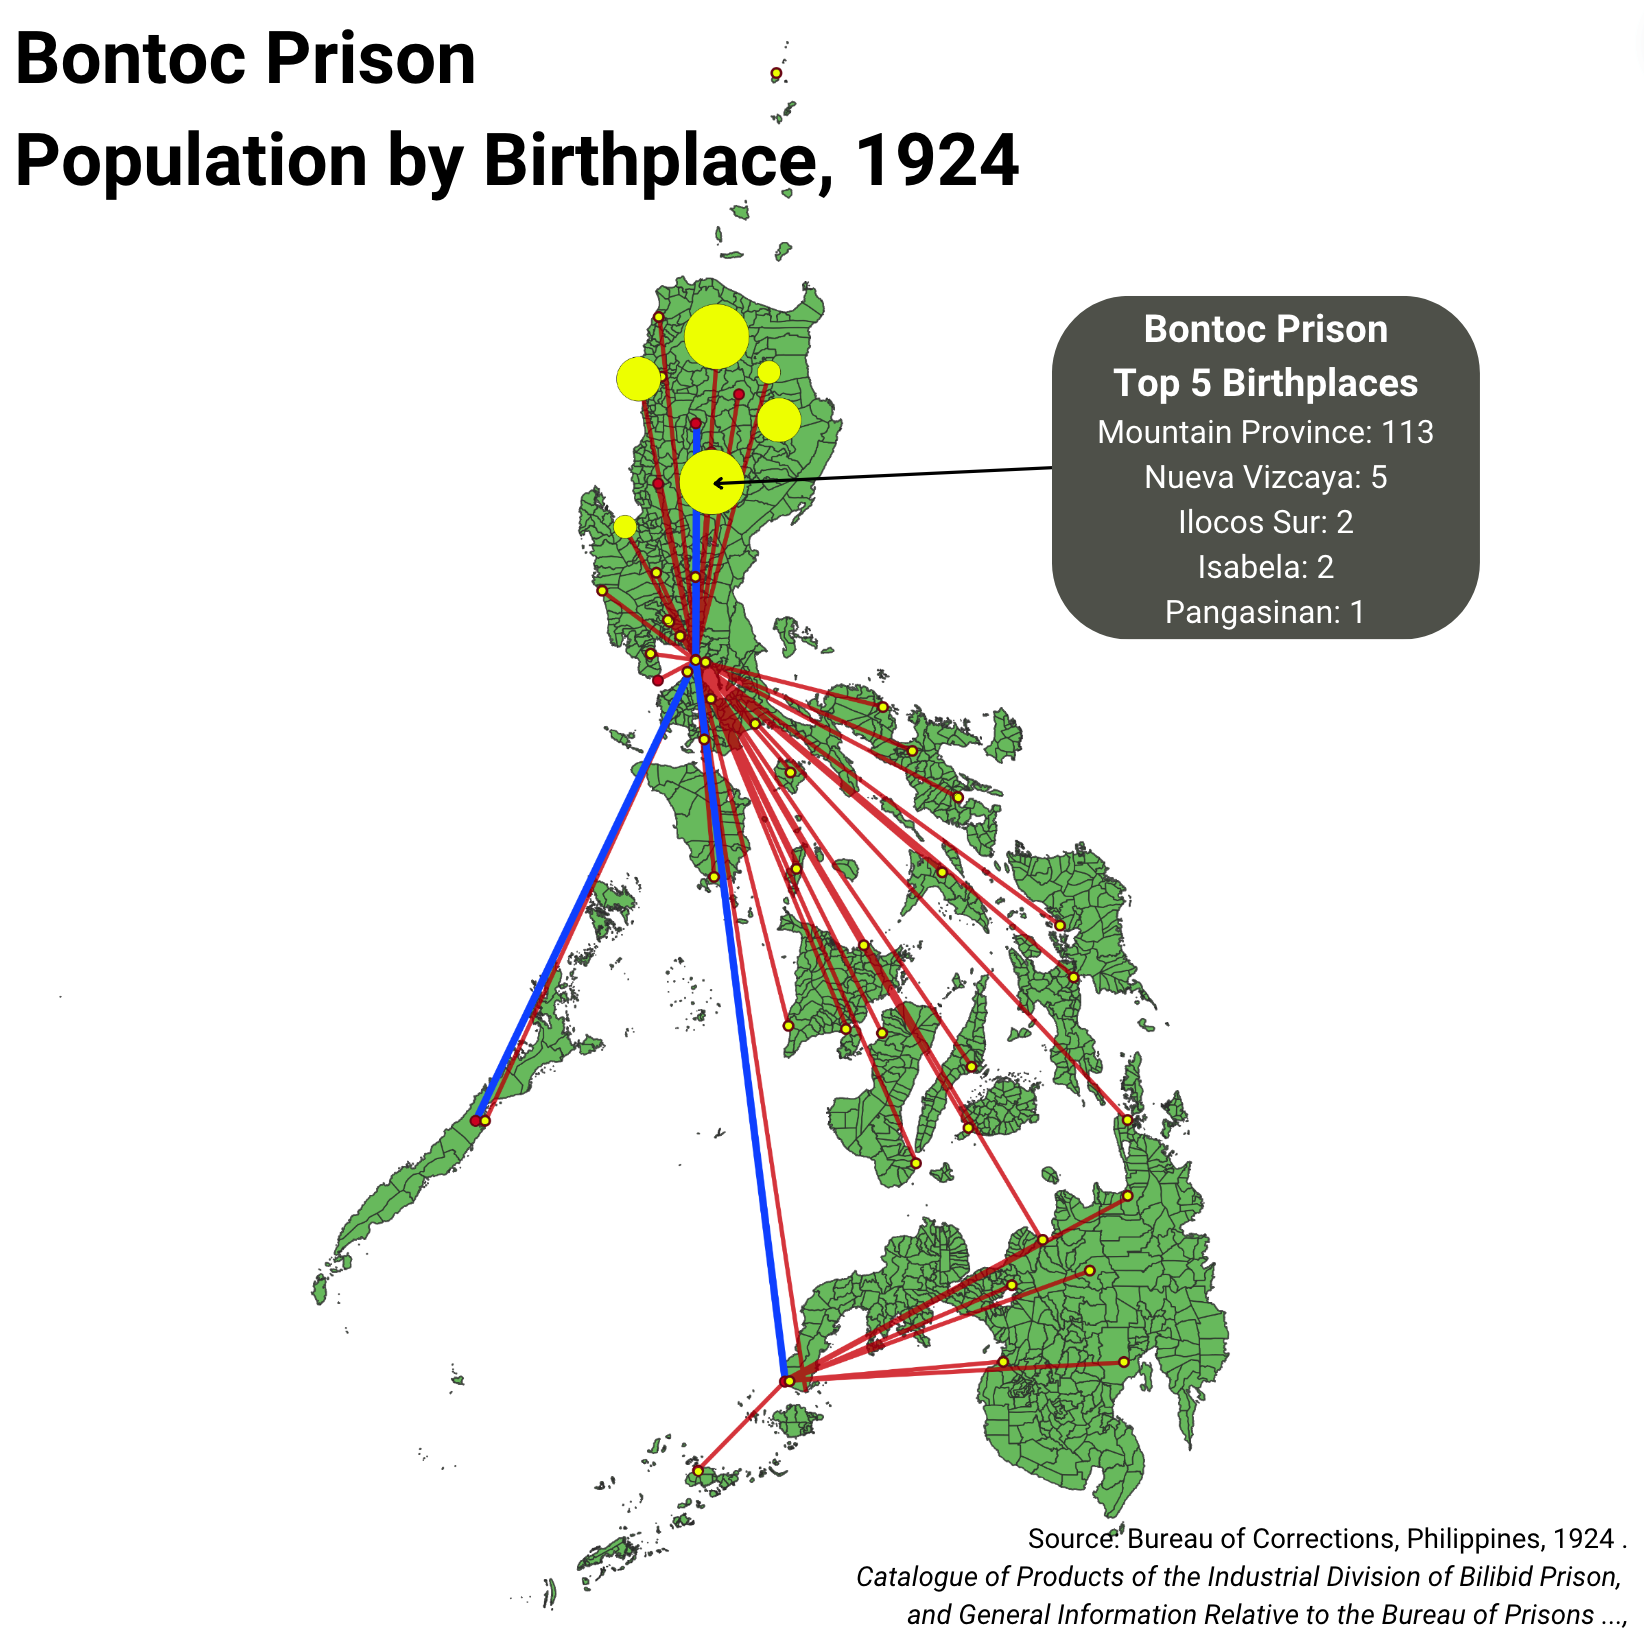 Bontoc Prison
Population by Birthplace, 1924
Bontoc Prison
Top 5 Birthplaces
Mountain Province: 113
Nueva Vizcaya: 5
Ilocos Sur: 2
Isabela: 2
Pangasinan: 1
Source: Bureau of Corrections, Philippines, 1924 .
Catalogue of Products of the Industrial Division of Bilibid Prison,
and General Information Relative to the Bureau of Prisons ...,